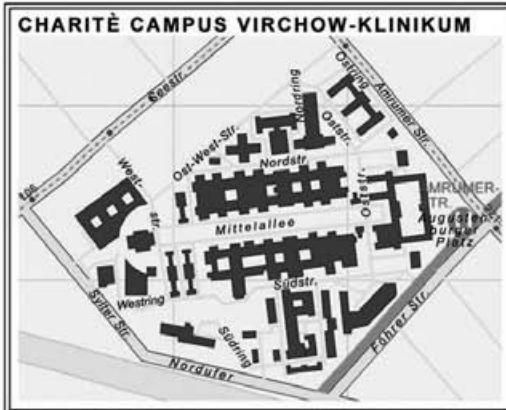 CHARITÈ CAMPUS VIRCHOW-KLINIKUM
Seestr.
Ostring
Amrumer Str.
Nordring
Oststr.
Ost-West-Str.
West-
str.
Nordstr.
Oststr.
MRUMER-
STR.
Augusten-
burger
Platz
Mittelallee
Westring
Südstr.
Sylter Str.
Südring
Föhrer Str.
Nordufer